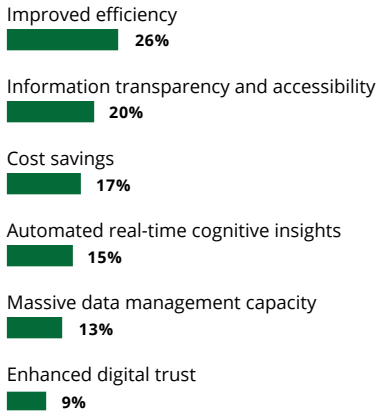 Improved efficiency
26%
Information transparency and accessibility
20%
Cost savings
17%
Automated real-time cognitive insights
15%
Massive data management capacity
13%
Enhanced digital trust
9%